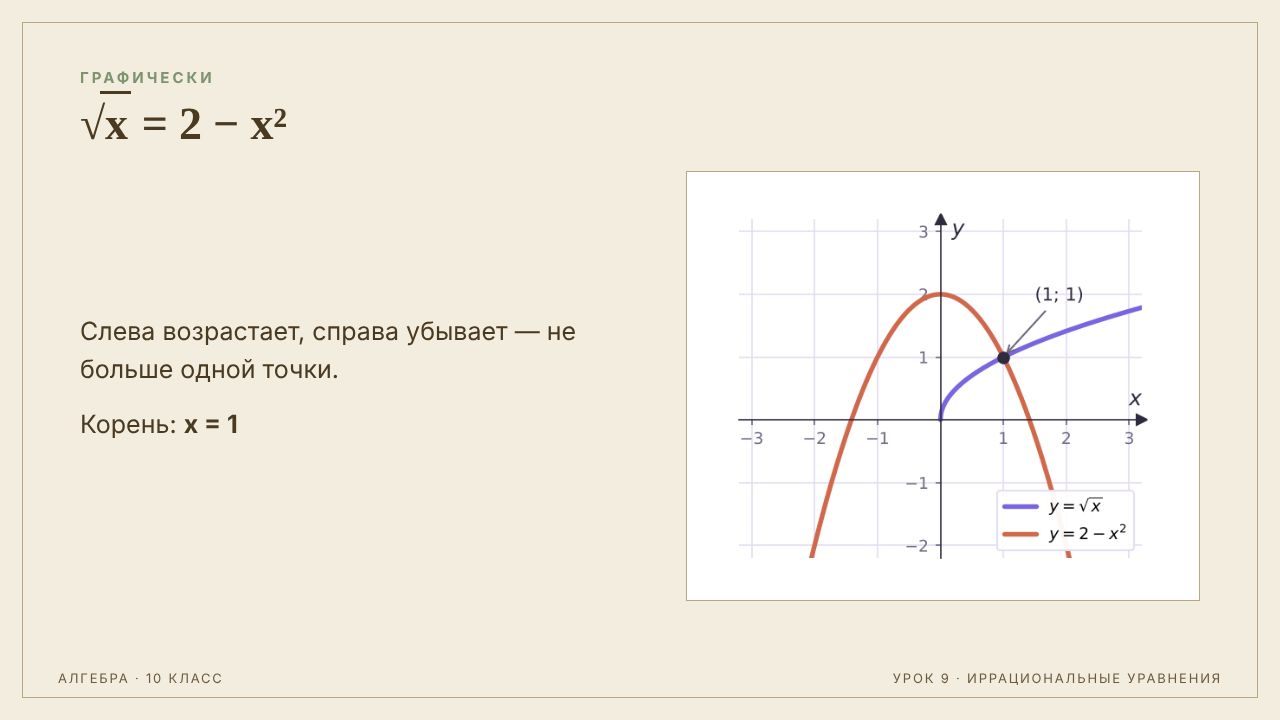 ГРАФИЧЕСКИ
√x = 2 − x²
Слева возрастает, справа убывает — не
больше одной точки.
Корень: x = 1
y
3
2
(1; 1)
1
x
−3 −2 −1 1 2 3
−1
y = √x
y = 2 − x²
−2
АЛГЕБРА · 10 КЛАСС
УРОК 9 · ИРРАЦИОНАЛЬНЫЕ УРАВНЕНИЯ